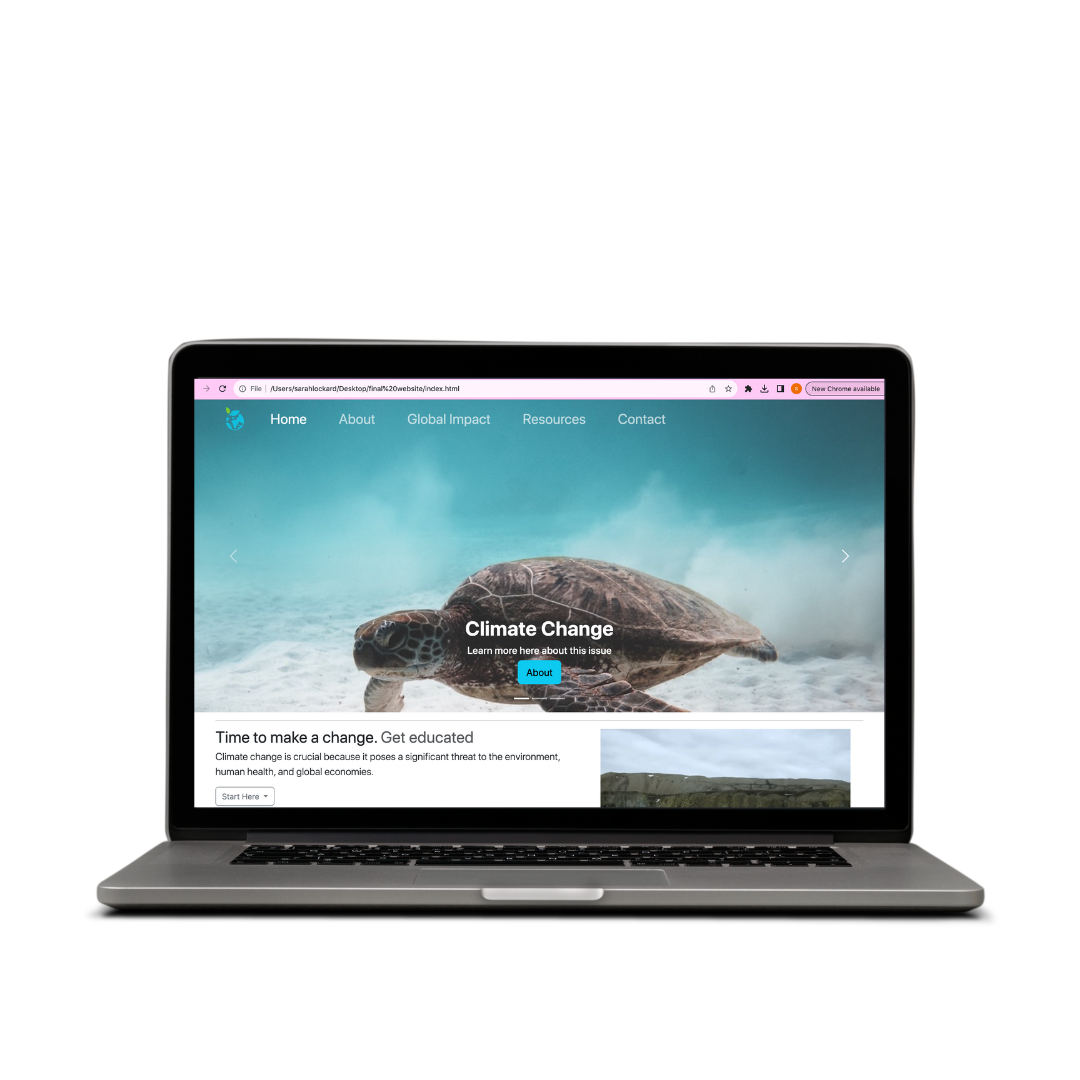 File /Users/sarahlockard/Desktop/final%20website/index.html New Chrome available
Home About Global Impact Resources Contact
Climate Change
Learn more here about this issue
About
Time to make a change. Get educated
Climate change is crucial because it poses a significant threat to the environment,
human health, and global economies.
Start Here